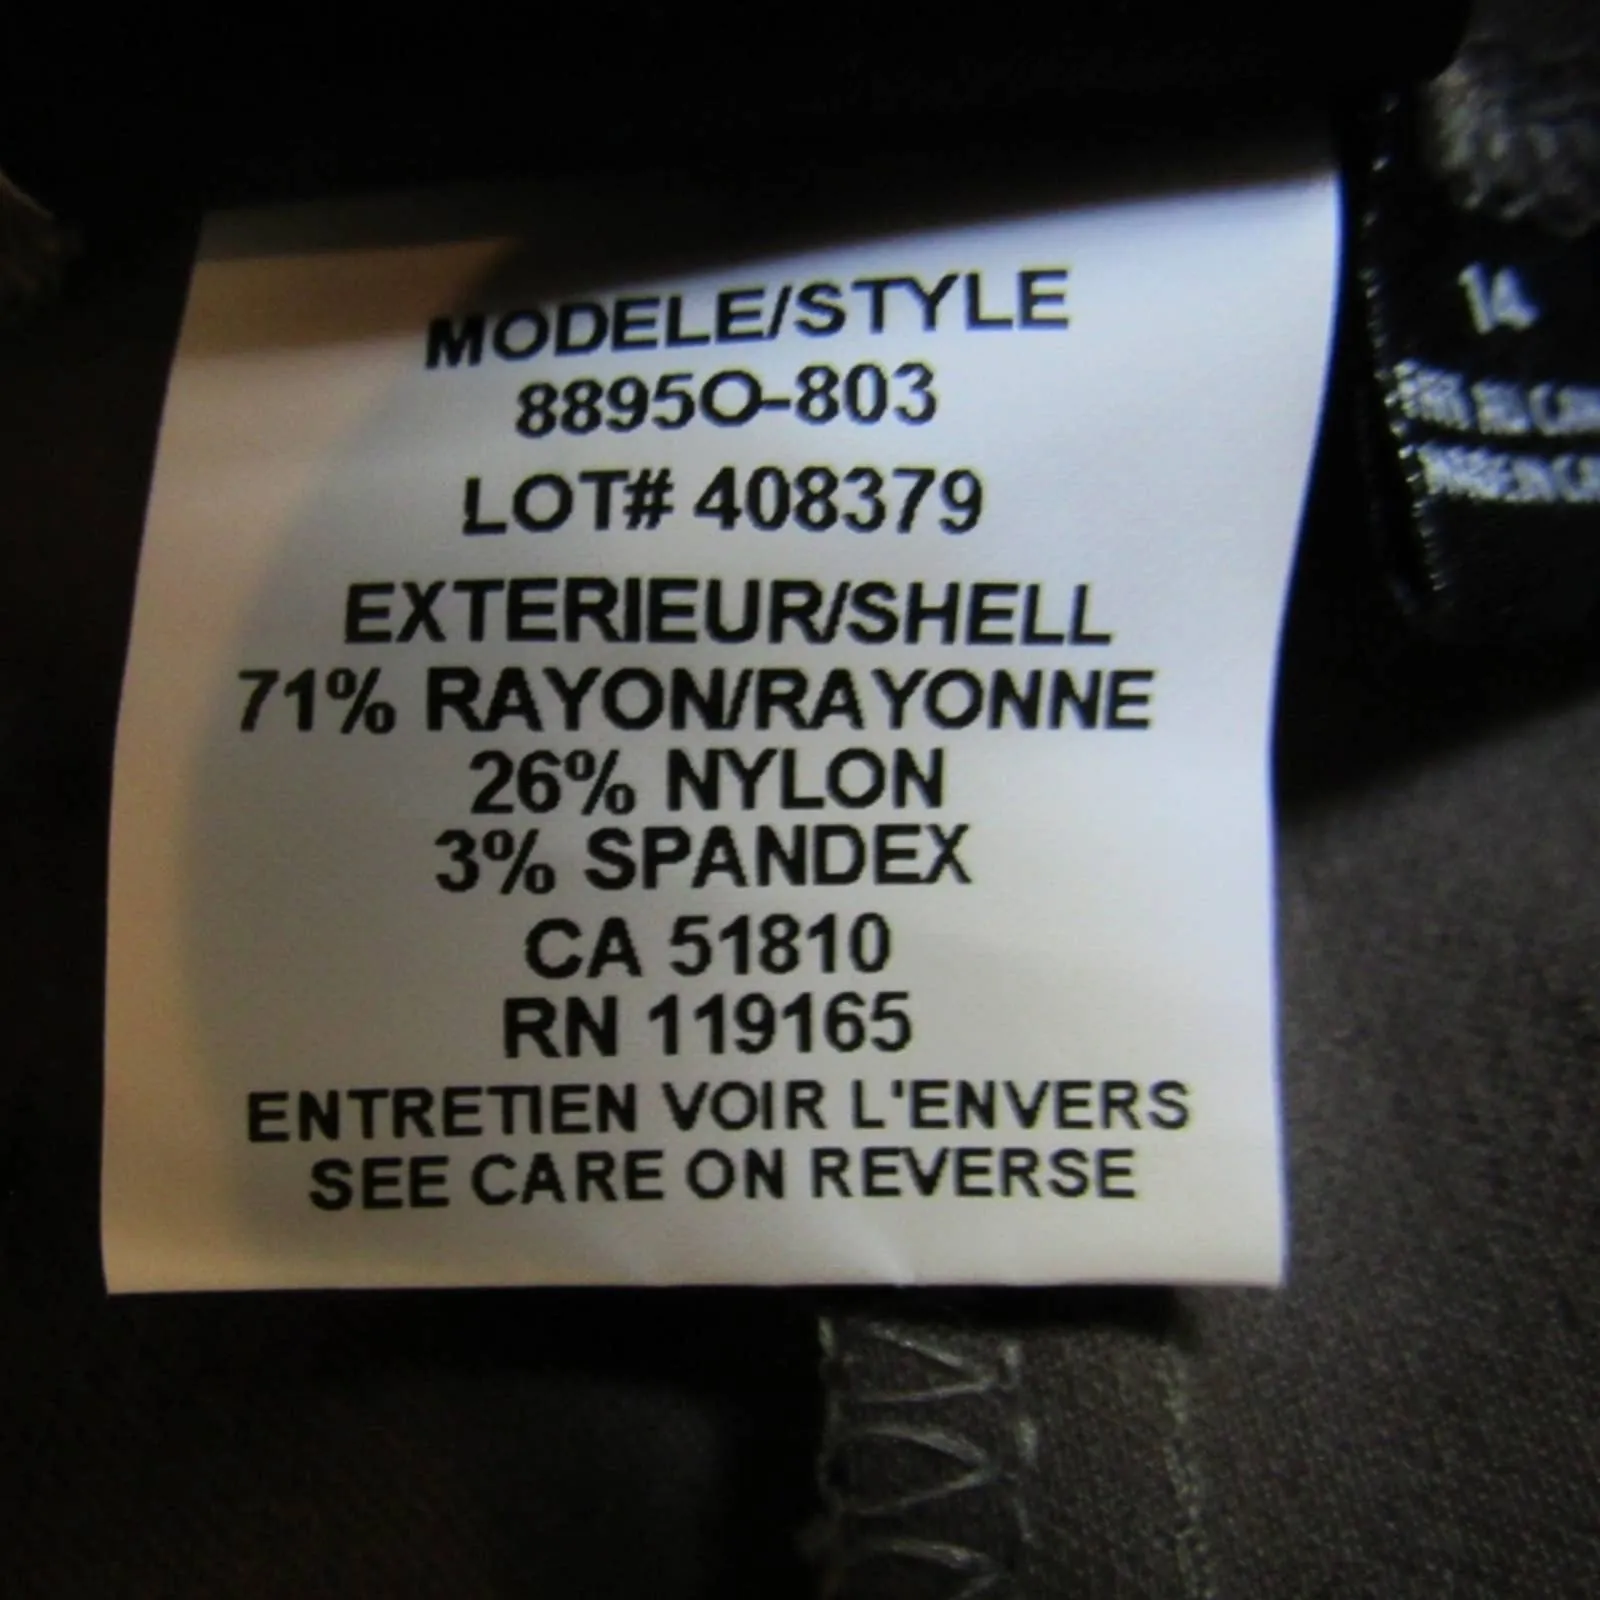 MODELE/STYLE
8895O-803
LOT# 408379
EXTERIEUR/SHELL
71% RAYON/RAYONNE
26% NYLON
3% SPANDEX
CA 51810
RN 119165
ENTRETIEN VOIR L'ENVERS
SEE CARE ON REVERSE
14